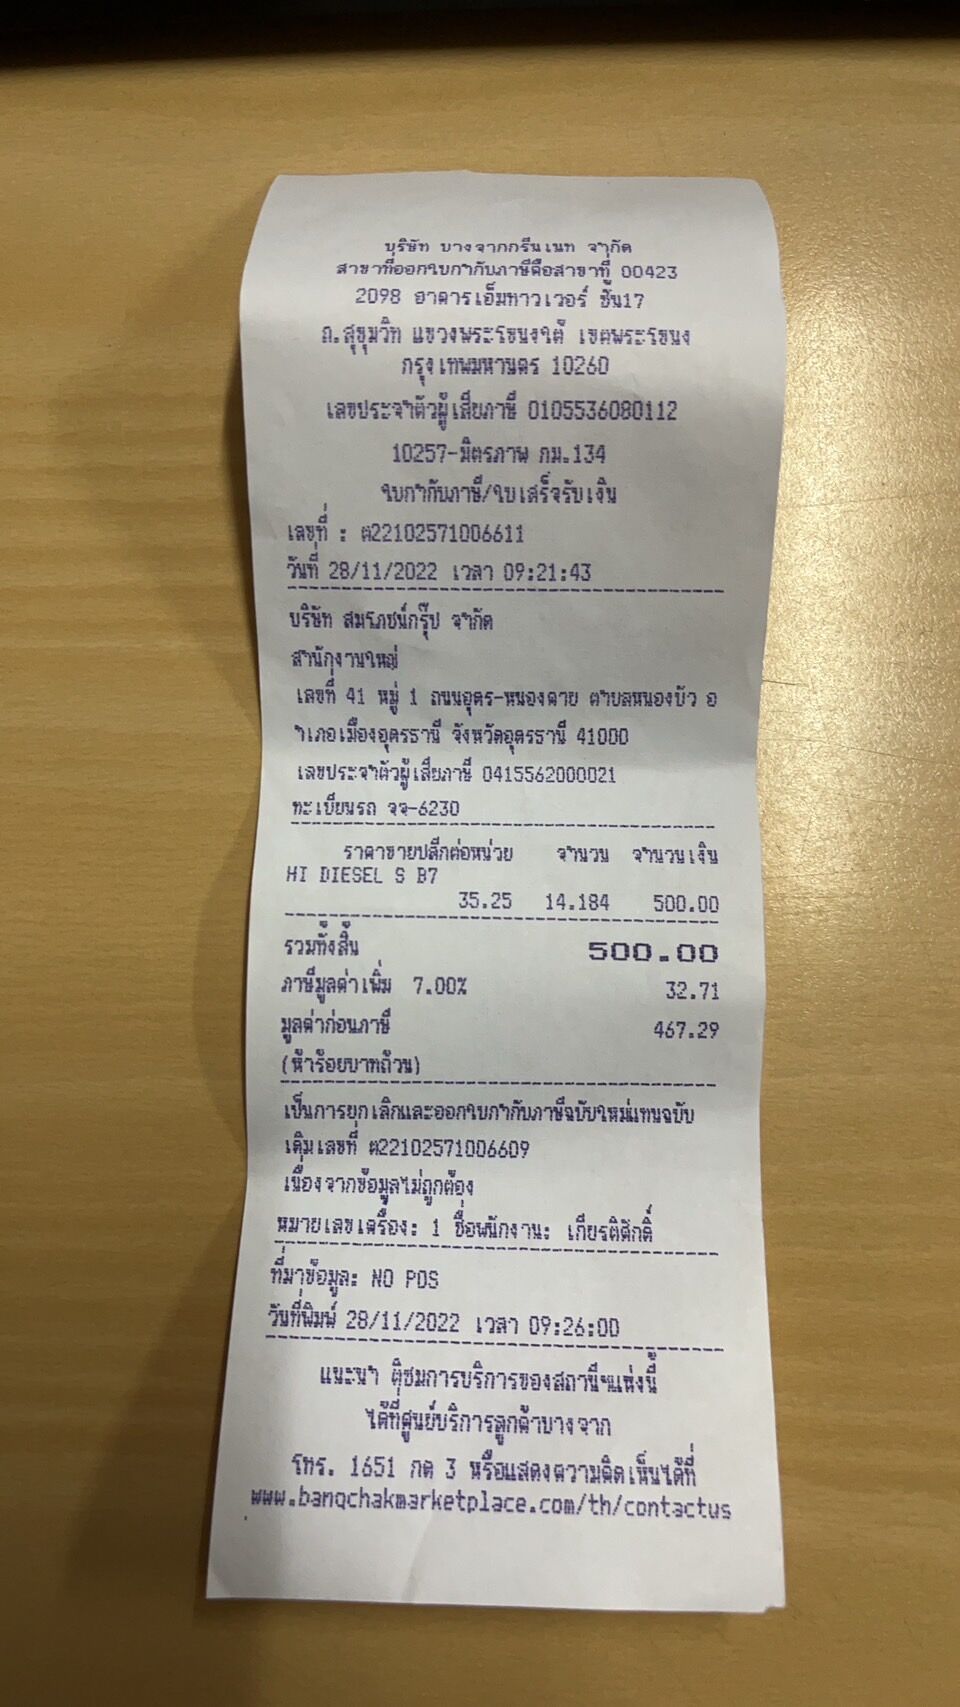 บริษัท บางจากกรีนเนท จำกัด
สาขาที่ออกใบกำกับภาษีคือสาขาที่ 00423
2098 อาคารเอ็มทาวเวอร์ ชั้น17
ถ.สุขุมวิท แขวงพระโขนงใต้ เขตพระโขนง
กรุงเทพมหานคร 10260
เลขประจำตัวผู้เสียภาษี 0105536080112
10257-มิตรภาพ กม.134
ใบกำกับภาษี/ใบเสร็จรับเงิน
เลขที่ : ต22102571006611
วันที่ 28/11/2022 เวลา 09:21:43
บริษัท สมโภชน์กรุ๊ป จำกัด
สำนักงานใหญ่
เลขที่ 41 หมู่ 1 ถนนอุดร-หนองคาย ตำบลหนองบัว อ
ำเภอเมืองอุดรธานี จังหวัดอุดรธานี 41000
เลขประจำตัวผู้เสียภาษี 0415562000021
ทะเบียนรถ จจ-6230
ราคาขายปลีกต่อหน่วย จำนวน จำนวนเงิน
HI DIESEL S B7
35.25 14.184 500.00
รวมทั้งสิ้น 500.00
ภาษีมูลค่าเพิ่ม 7.00% 32.71
มูลค่าก่อนภาษี 467.29
(ห้าร้อยบาทถ้วน)
เป็นการยกเลิกและออกใบกำกับภาษีฉบับใหม่แทนฉบับ
เดิมเลขที่ ต22102571006609
เนื่องจากข้อมูลไม่ถูกต้อง
หมายเลขเครื่อง: 1 ชื่อพนักงาน: เกียรติศักดิ์
ที่มาข้อมูล: NO POS
วันที่พิมพ์ 28/11/2022 เวลา 09:26:00
แนะนำ ติชมการบริการของสถานีฯแห่งนี้
ได้ที่ศูนย์บริการลูกค้าบางจาก
โทร. 1651 กด 3 หรือแสดงความคิดเห็นได้ที่
www.bangchakmarketplace.com/th/contactus